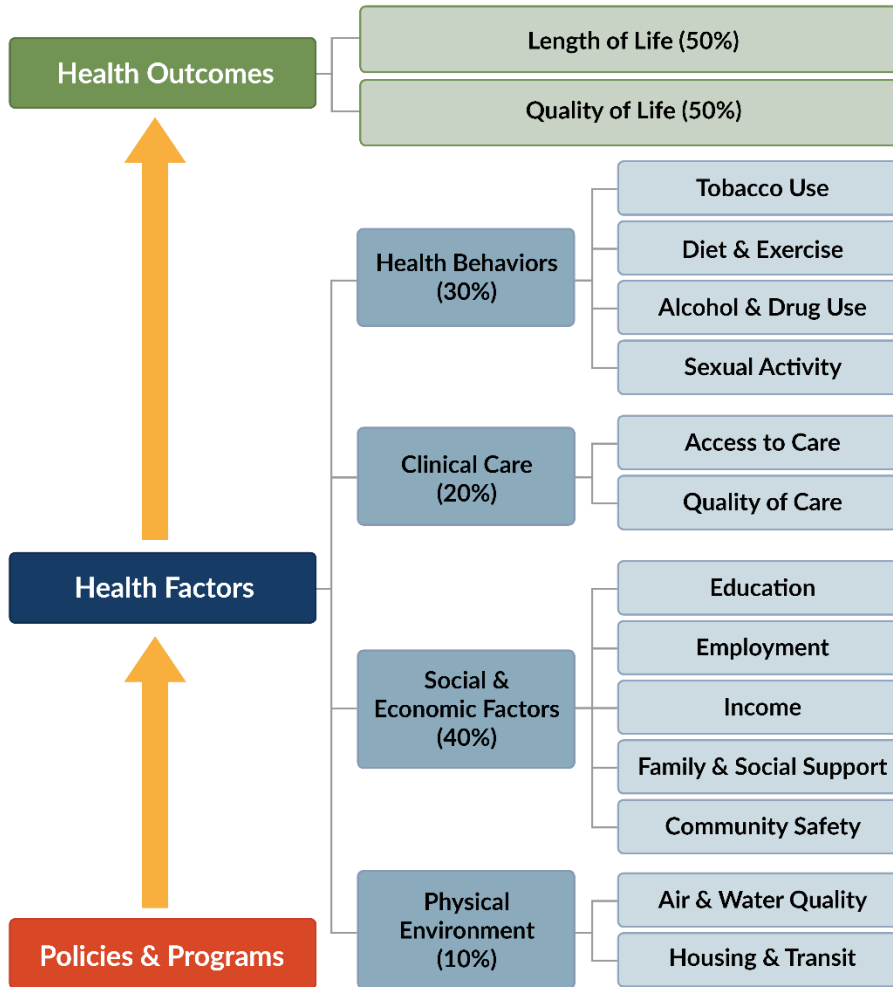 Health Outcomes
Length of Life (50%)
Quality of Life (50%)
Health Factors
Health Behaviors
(30%)
Tobacco Use
Diet & Exercise
Alcohol & Drug Use
Sexual Activity
Clinical Care
(20%)
Access to Care
Quality of Care
Social &
Economic Factors
(40%)
Education
Employment
Income
Family & Social Support
Community Safety
Physical
Environment
(10%)
Air & Water Quality
Housing & Transit
Policies & Programs